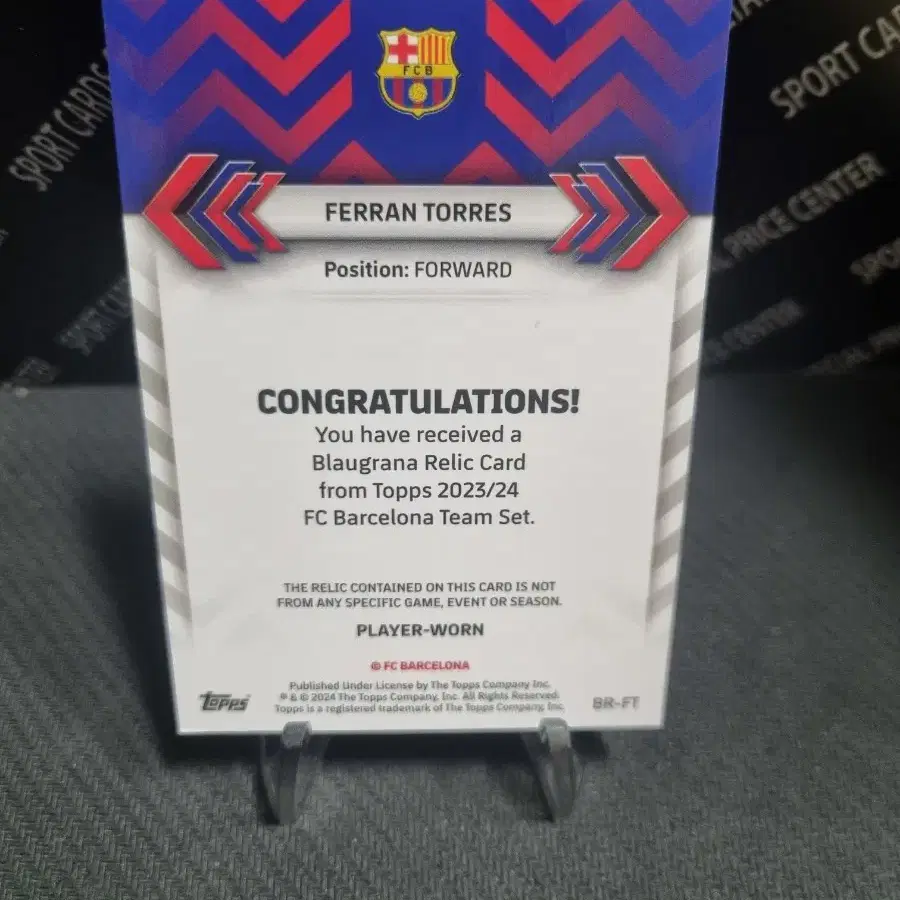 SPORT CARDS
SPORT CA
PRICE CENTER
FCB
FERRAN TORRES
Position: FORWARD
CONGRATULATIONS!
You have received a
Blaugrana Relic Card
from Topps 2023/24
FC Barcelona Team Set.
THE RELIC CONTAINED ON THIS CARD IS NOT
FROM ANY SPECIFIC GAME, EVENT OR SEASON.
PLAYER-WORN
© FC BARCELONA
Published Under License by The Topps Company, Inc.
® & © 2024 The Topps Company, Inc. All Rights Reserved.
Topps is a registered trademark of The Topps Company, Inc.
topps
BR-FT